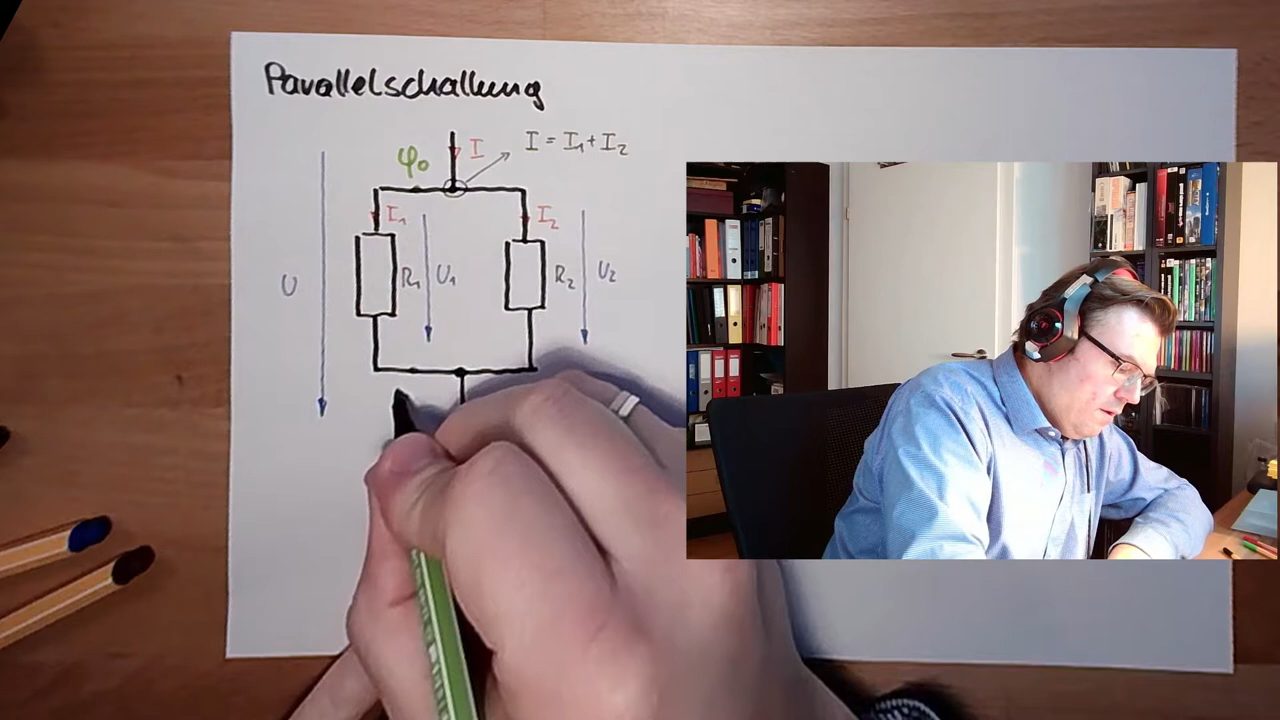 Parallelschaltung
φ0 I I = I1 + I2
I1 I2
U R1 U1 R2 U2